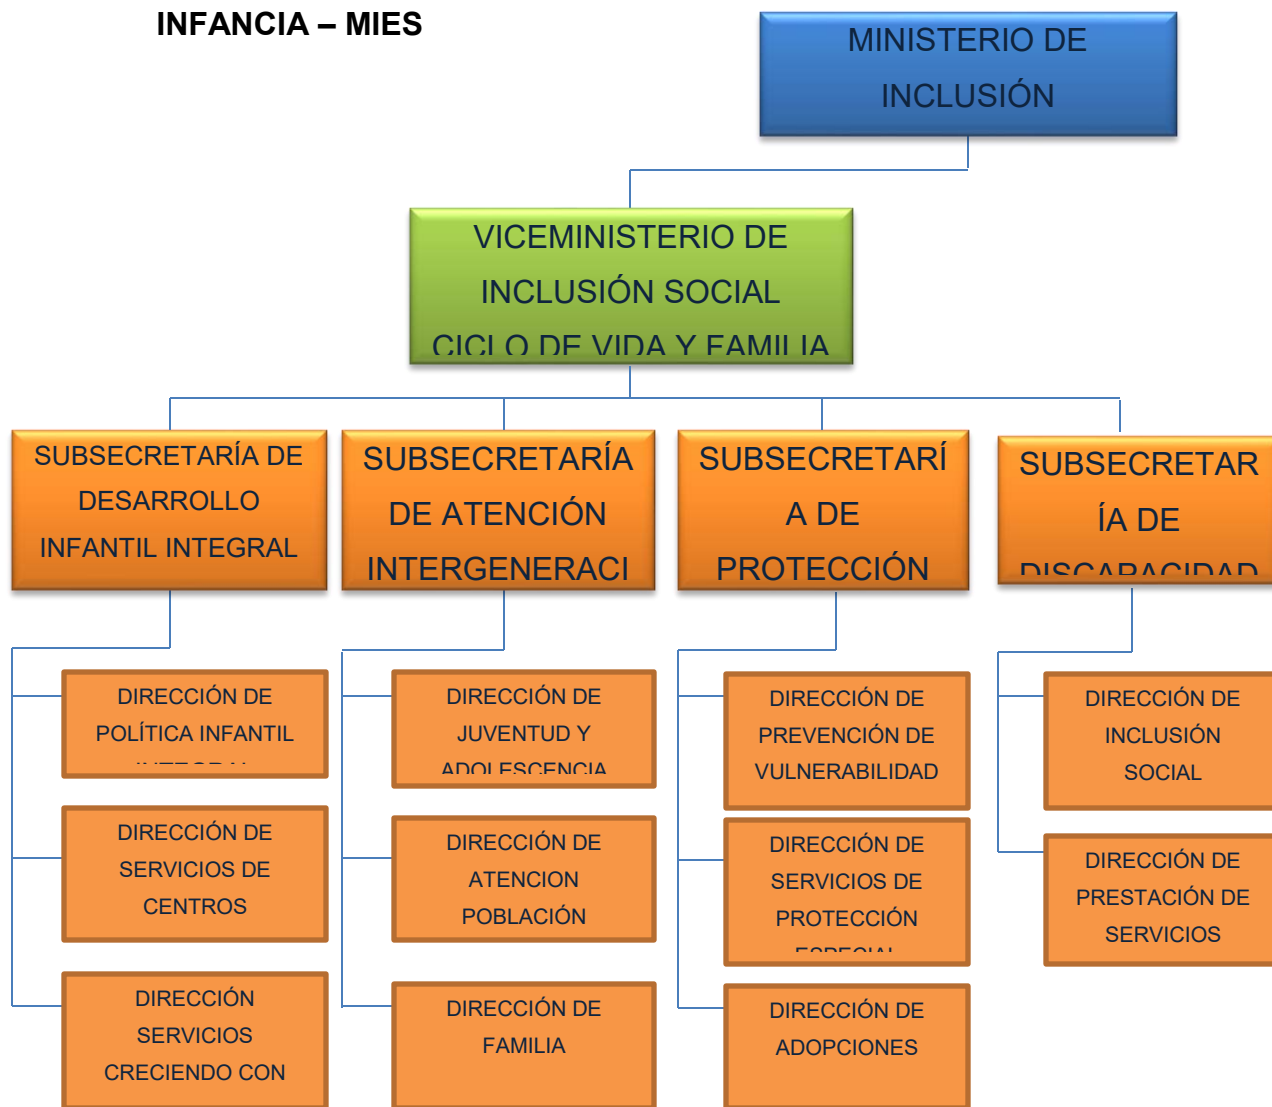 INFANCIA – MIES
MINISTERIO DE
INCLUSIÓN
VICEMINISTERIO DE
INCLUSIÓN SOCIAL
CICLO DE VIDA Y FAMILIA
SUBSECRETARÍA DE
DESARROLLO
INFANTIL INTEGRAL
SUBSECRETARÍA
DE ATENCIÓN
INTERGENERACI
SUBSECRETARÍ
A DE
PROTECCIÓN
SUBSECRETAR
ÍA DE
DISCAPACIDAD
DIRECCIÓN DE
POLÍTICA INFANTIL
INTEGRAL
DIRECCIÓN DE
JUVENTUD Y
ADOLESCENCIA
DIRECCIÓN DE
PREVENCIÓN DE
VULNERABILIDAD
DIRECCIÓN DE
INCLUSIÓN
SOCIAL
DIRECCIÓN DE
SERVICIOS DE
CENTROS
DIRECCIÓN DE
ATENCION
POBLACIÓN
DIRECCIÓN DE
SERVICIOS DE
PROTECCIÓN
ESPECIAL
DIRECCIÓN DE
PRESTACIÓN DE
SERVICIOS
DIRECCIÓN
SERVICIOS
CRECIENDO CON
DIRECCIÓN DE
FAMILIA
DIRECCIÓN DE
ADOPCIONES